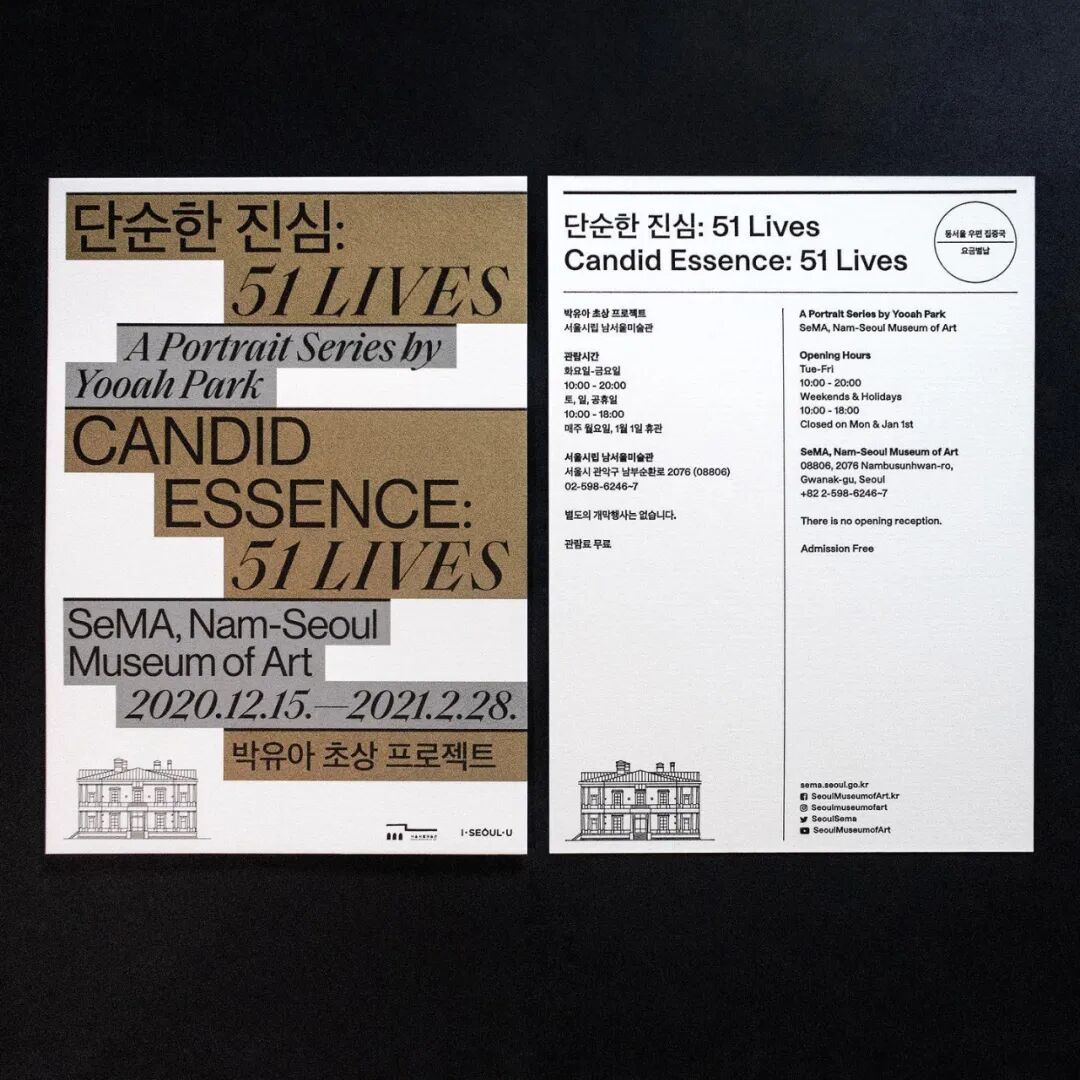 단순한 진심:
51 LIVES
A Portrait Series by
Yooah Park
CANDID
ESSENCE:
51 LIVES
SeMA, Nam-Seoul
Museum of Art
2020.12.15.—2021.2.28.
박유아 초상 프로젝트
서울시립미술관
I·SEOUL·U
단순한 진심: 51 Lives
Candid Essence: 51 Lives
동서울 우편 집중국
요금별납
박유아 초상 프로젝트
서울시립 남서울미술관
관람시간
화요일-금요일
10:00 - 20:00
토, 일, 공휴일
10:00 - 18:00
매주 월요일, 1월 1일 휴관
서울시립 남서울미술관
서울시 관악구 남부순환로 2076 (08806)
02-598-6246~7
별도의 개막행사는 없습니다.
관람료 무료
A Portrait Series by Yooah Park
SeMA, Nam-Seoul Museum of Art
Opening Hours
Tue-Fri
10:00 - 20:00
Weekends & Holidays
10:00 - 18:00
Closed on Mon & Jan 1st
SeMA, Nam-Seoul Museum of Art
08806, 2076 Nambusunhwan-ro,
Gwanak-gu, Seoul
+82 2-598-6246~7
There is no opening reception.
Admission Free
sema.seoul.go.kr
SeoulMuseumofArt.kr
Seoulmuseumofart
SeoulSema
SeoulMuseumofArt